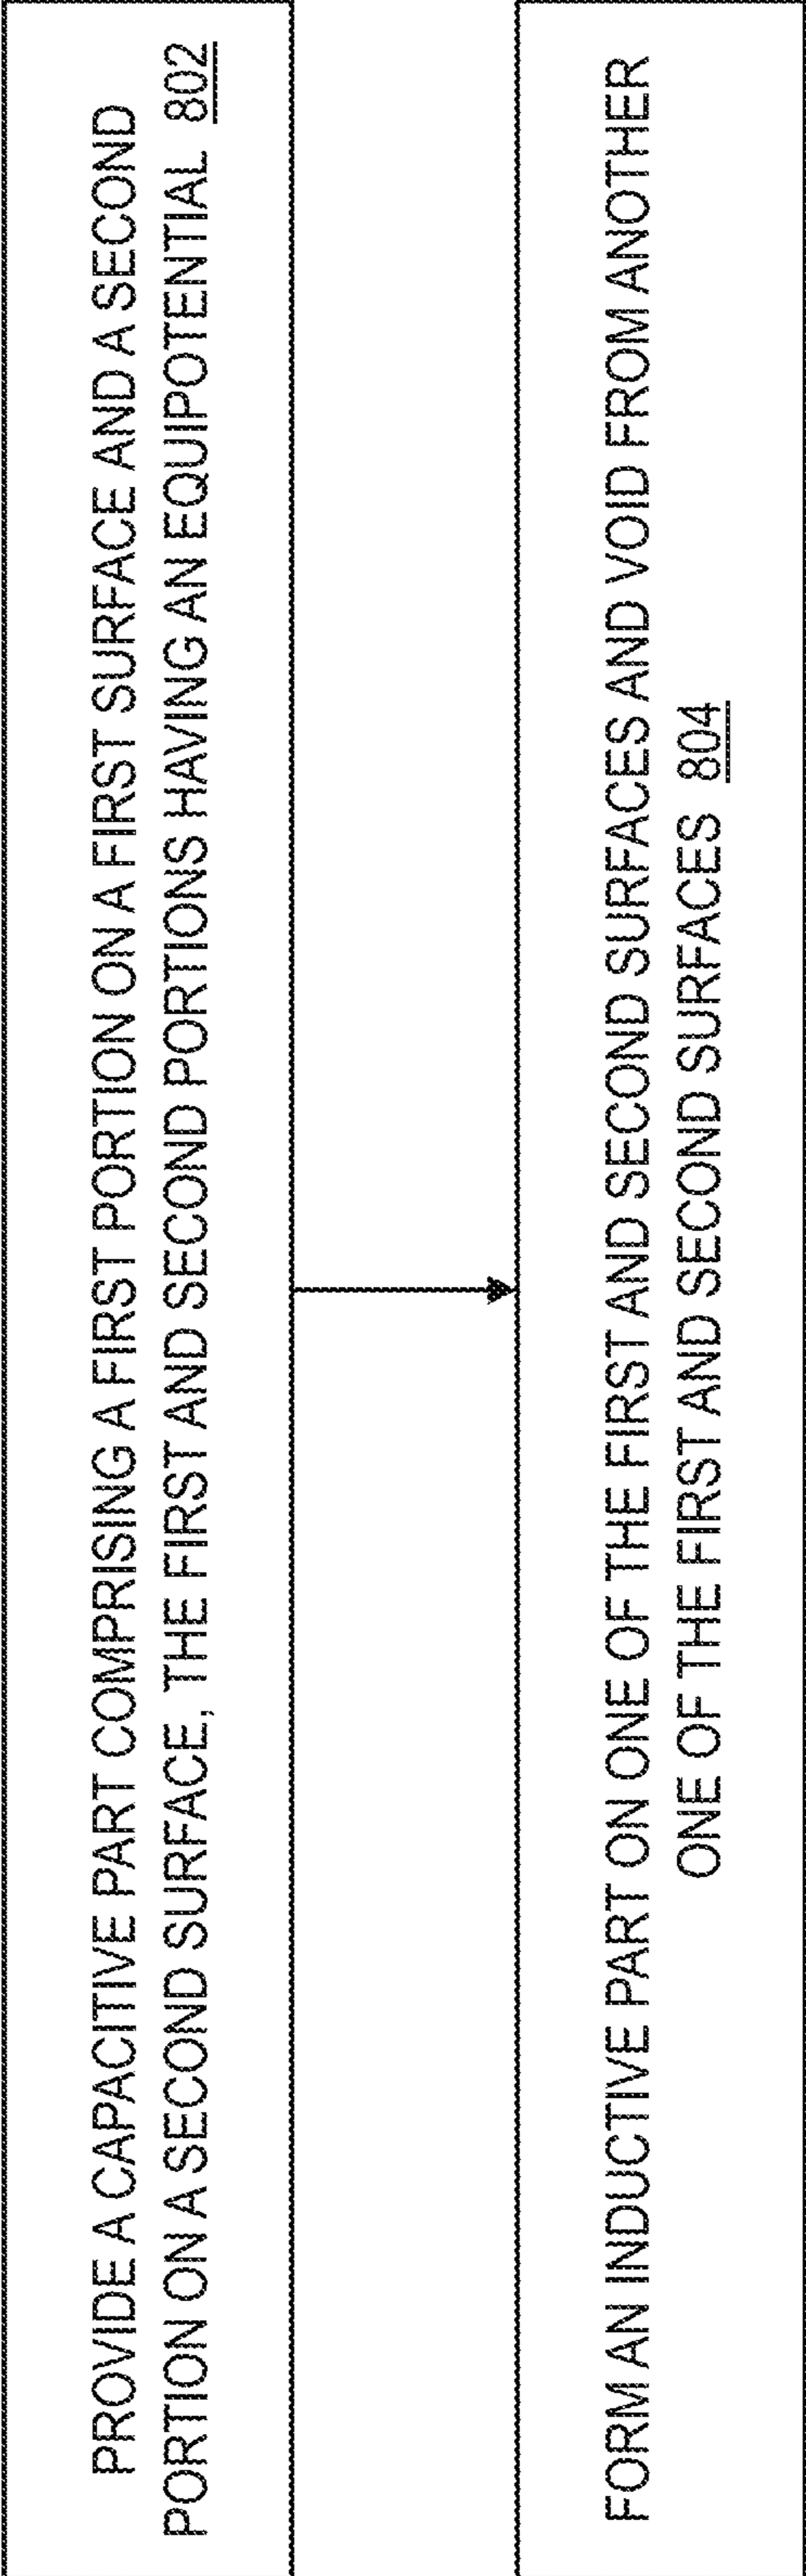 PROVIDE A CAPACITIVE PART COMPRISING A FIRST PORTION ON A FIRST SURFACE AND A SECOND
PORTION ON A SECOND SURFACE, THE FIRST AND SECOND PORTIONS HAVING AN EQUIPOTENTIAL 802
FORM AN INDUCTIVE PART ON ONE OF THE FIRST AND SECOND SURFACES AND VOID FROM ANOTHER
ONE OF THE FIRST AND SECOND SURFACES 804